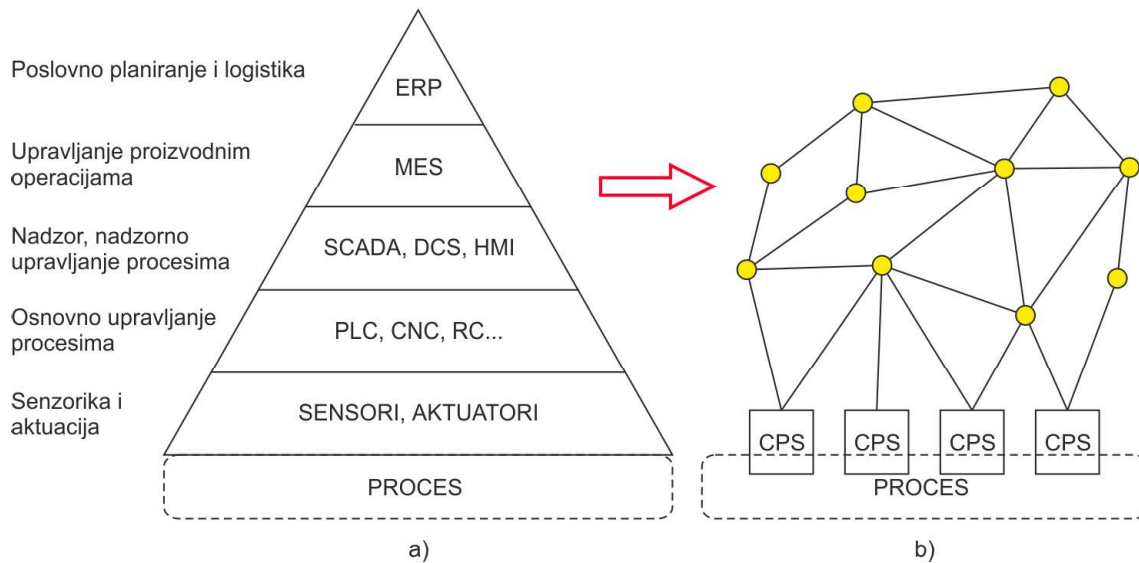 Poslovno planiranje i logistika
ERP
Upravljanje proizvodnim
operacijama
MES
Nadzor, nadzorno
upravljanje procesima
SCADA, DCS, HMI
Osnovno upravljanje
procesima
PLC, CNC, RC...
Senzorika i
aktuacija
SENSORI, AKTUATORI
PROCES
a)
CPS
CPS
CPS
CPS
PROCES
b)